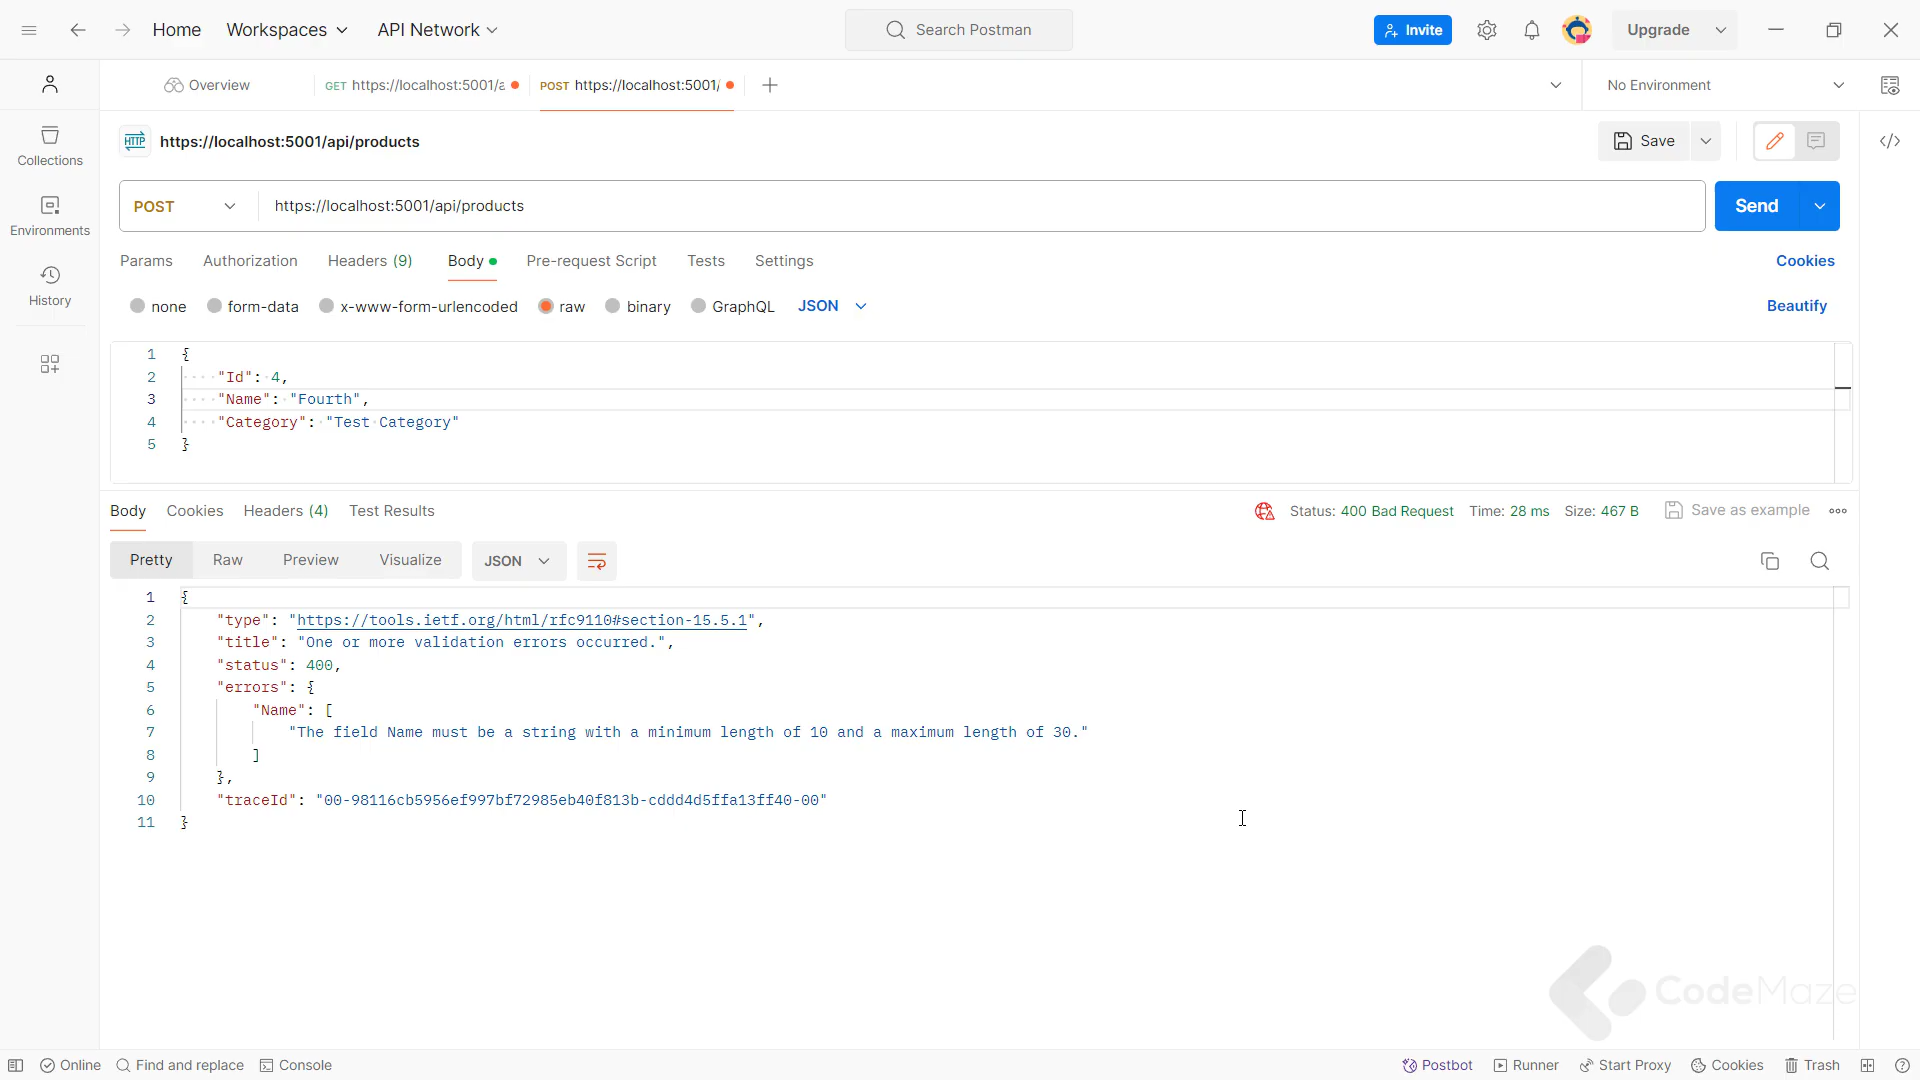 Home Workspaces API Network Search Postman Invite Upgrade
Overview GET https://localhost:5001/a POST https://localhost:5001/ No Environment
HTTP https://localhost:5001/api/products Save
Collections
Environments
History
POST https://localhost:5001/api/products Send
Params Authorization Headers (9) Body Pre-request Script Tests Settings Cookies
none form-data x-www-form-urlencoded raw binary GraphQL JSON Beautify
1 {
2 "Id": 4,
3 "Name": "Fourth",
4 "Category": "Test Category"
5 }
Body Cookies Headers (4) Test Results Status: 400 Bad Request Time: 28 ms Size: 467 B Save as example
Pretty Raw Preview Visualize JSON
1 {
2 "type": "https://tools.ietf.org/html/rfc9110#section-15.5.1",
3 "title": "One or more validation errors occurred.",
4 "status": 400,
5 "errors": {
6 "Name": [
7 "The field Name must be a string with a minimum length of 10 and a maximum length of 30."
8 ]
9 },
10 "traceId": "00-98116cb5956ef997bf72985eb40f813b-cddd4d5ffa13ff40-00"
11 }
CodeMaze
Online Find and replace Console Postbot Runner Start Proxy Cookies Trash